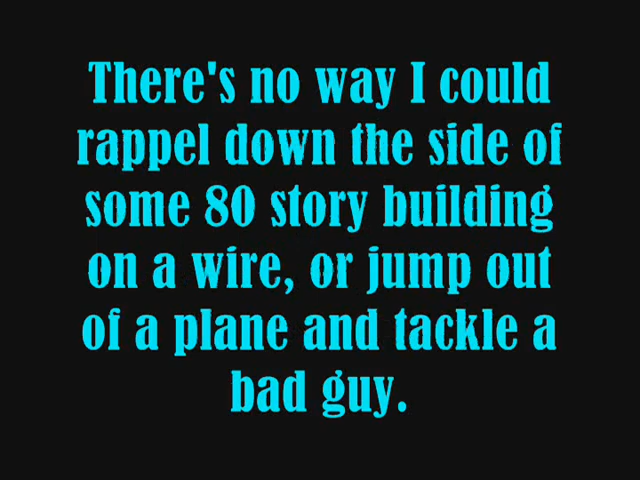 There's no way I could
rappel down the side of
some 80 story building
on a wire, or jump out
of a plane and tackle a
bad guy.